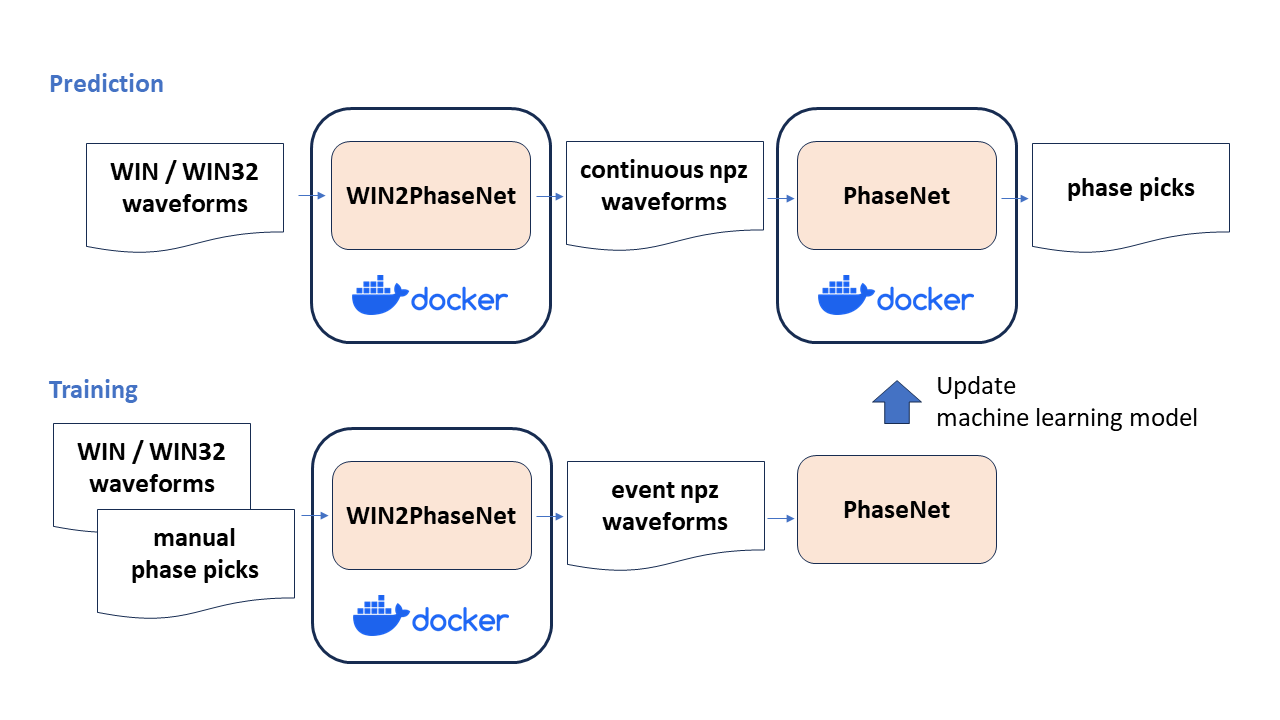 Prediction
WIN / WIN32
waveforms
WIN2PhaseNet
docker
continuous npz
waveforms
PhaseNet
docker
phase picks
Training
WIN / WIN32
waveforms
manual
phase picks
WIN2PhaseNet
docker
event npz
waveforms
PhaseNet
Update
machine learning model